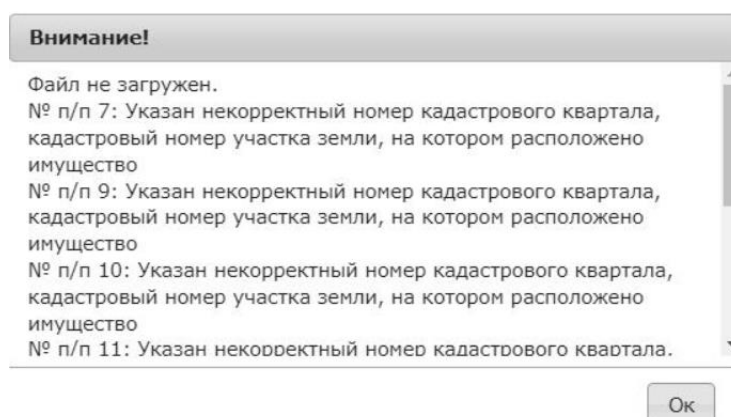 Внимание!
Файл не загружен.
№ п/п 7: Указан некорректный номер кадастрового квартала,
кадастровый номер участка земли, на котором расположено
имущество
№ п/п 9: Указан некорректный номер кадастрового квартала,
кадастровый номер участка земли, на котором расположено
имущество
№ п/п 10: Указан некорректный номер кадастрового квартала,
кадастровый номер участка земли, на котором расположено
имущество
№ п/п 11: Указан некорректный номер кадастрового квартала.
Ок